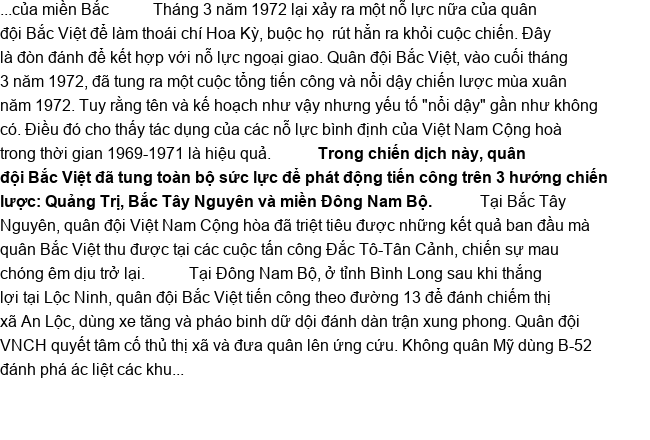 ...của miền Bắc Tháng 3 năm 1972 lại xảy ra một nỗ lực nữa của quân
đội Bắc Việt để làm thoái chí Hoa Kỳ, buộc họ rút hẳn ra khỏi cuộc chiến. Đây
là đòn đánh để kết hợp với nỗ lực ngoại giao. Quân đội Bắc Việt, vào cuối tháng
3 năm 1972, đã tung ra một cuộc tổng tiến công và nổi dậy chiến lược mùa xuân
năm 1972. Tuy rằng tên và kế hoạch như vậy nhưng yếu tố "nổi dậy" gần như không
có. Điều đó cho thấy tác dụng của các nỗ lực bình định của Việt Nam Cộng hoà
trong thời gian 1969-1971 là hiệu quả. Trong chiến dịch này, quân
đội Bắc Việt đã tung toàn bộ sức lực để phát động tiến công trên 3 hướng chiến
lược: Quảng Trị, Bắc Tây Nguyên và miền Đông Nam Bộ. Tại Bắc Tây
Nguyên, quân đội Việt Nam Cộng hòa đã triệt tiêu được những kết quả ban đầu mà
quân Bắc Việt thu được tại các cuộc tấn công Đắc Tô-Tân Cảnh, chiến sự mau
chóng êm dịu trở lại. Tại Đông Nam Bộ, ở tỉnh Bình Long sau khi thắng
lợi tại Lộc Ninh, quân đội Bắc Việt tiến công theo đường 13 để đánh chiếm thị
xã An Lộc, dùng xe tăng và pháo binh dữ dội đánh dàn trận xung phong. Quân đội
VNCH quyết tâm cố thủ thị xã và đưa quân lên ứng cứu. Không quân Mỹ dùng B-52
đánh phá ác liệt các khu...